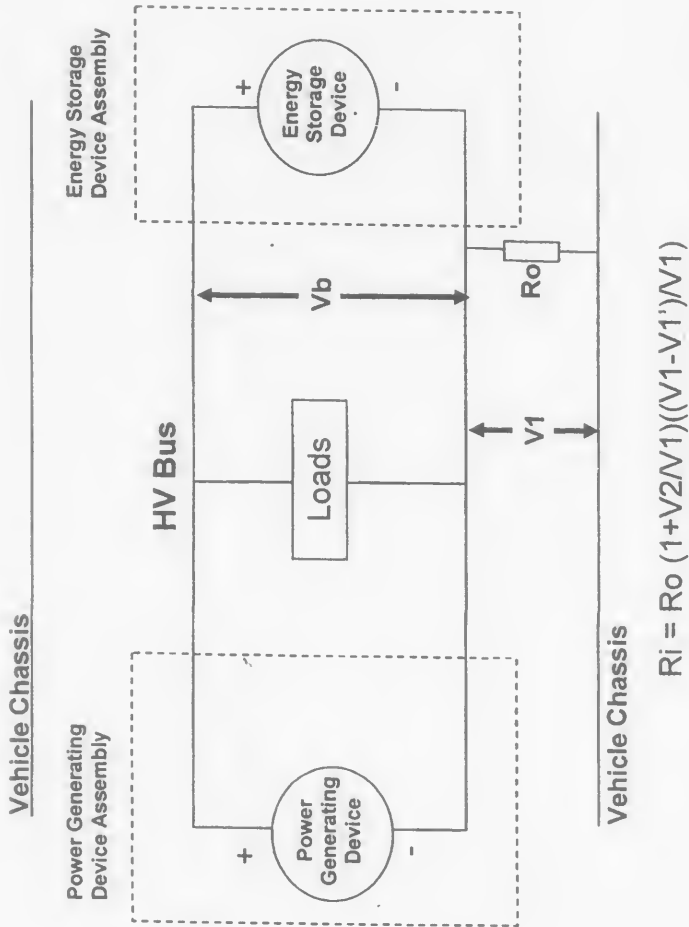 Vehicle Chassis
Power Generating
Device Assembly
Energy Storage
Device Assembly
HV Bus
+
Power
Generating
Device
-
Loads
Vb
+
Energy
Storage
Device
-
V1
Ro
Vehicle Chassis
Ri = Ro (1+V2/V1)((V1-V1')/V1)